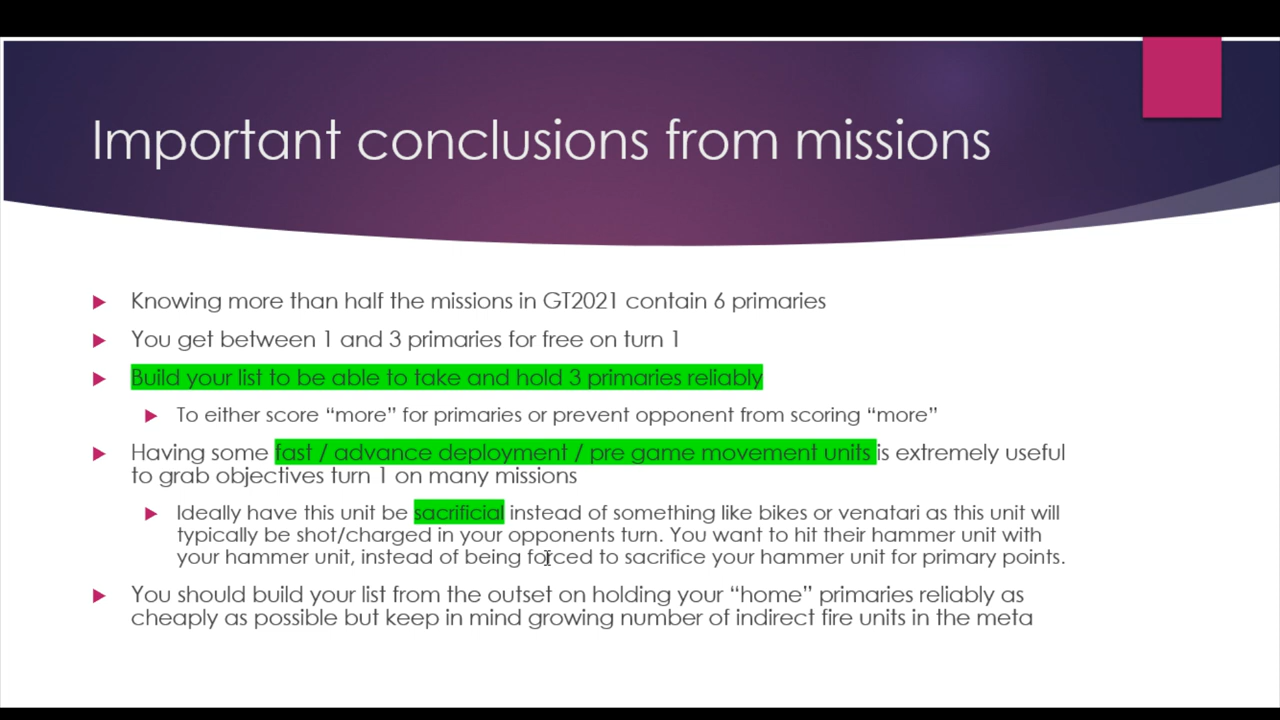 Important conclusions from missions
Knowing more than half the missions in GT2021 contain 6 primaries
You get between 1 and 3 primaries for free on turn 1
Build your list to be able to take and hold 3 primaries reliably
To either score “more” for primaries or prevent opponent from scoring “more”
Having some fast / advance deployment / pre game movement units is extremely useful
to grab objectives turn 1 on many missions
Ideally have this unit be sacrificial instead of something like bikes or venatari as this unit will
typically be shot/charged in your opponents turn. You want to hit their hammer unit with
your hammer unit, instead of being forced to sacrifice your hammer unit for primary points.
You should build your list from the outset on holding your “home” primaries reliably as
cheaply as possible but keep in mind growing number of indirect fire units in the meta